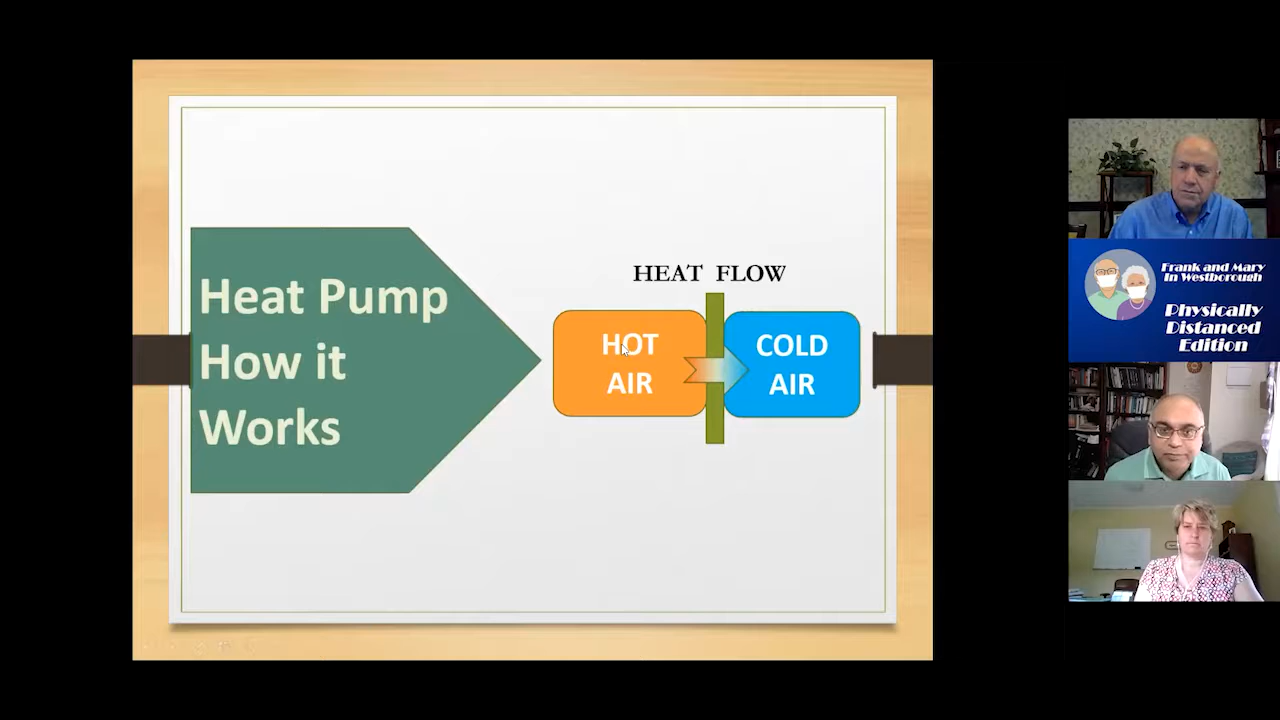 Heat Pump
How it
Works
HEAT FLOW
HOT
AIR
COLD
AIR
Frank and Mary
In Westborough
Physically
Distanced
Edition